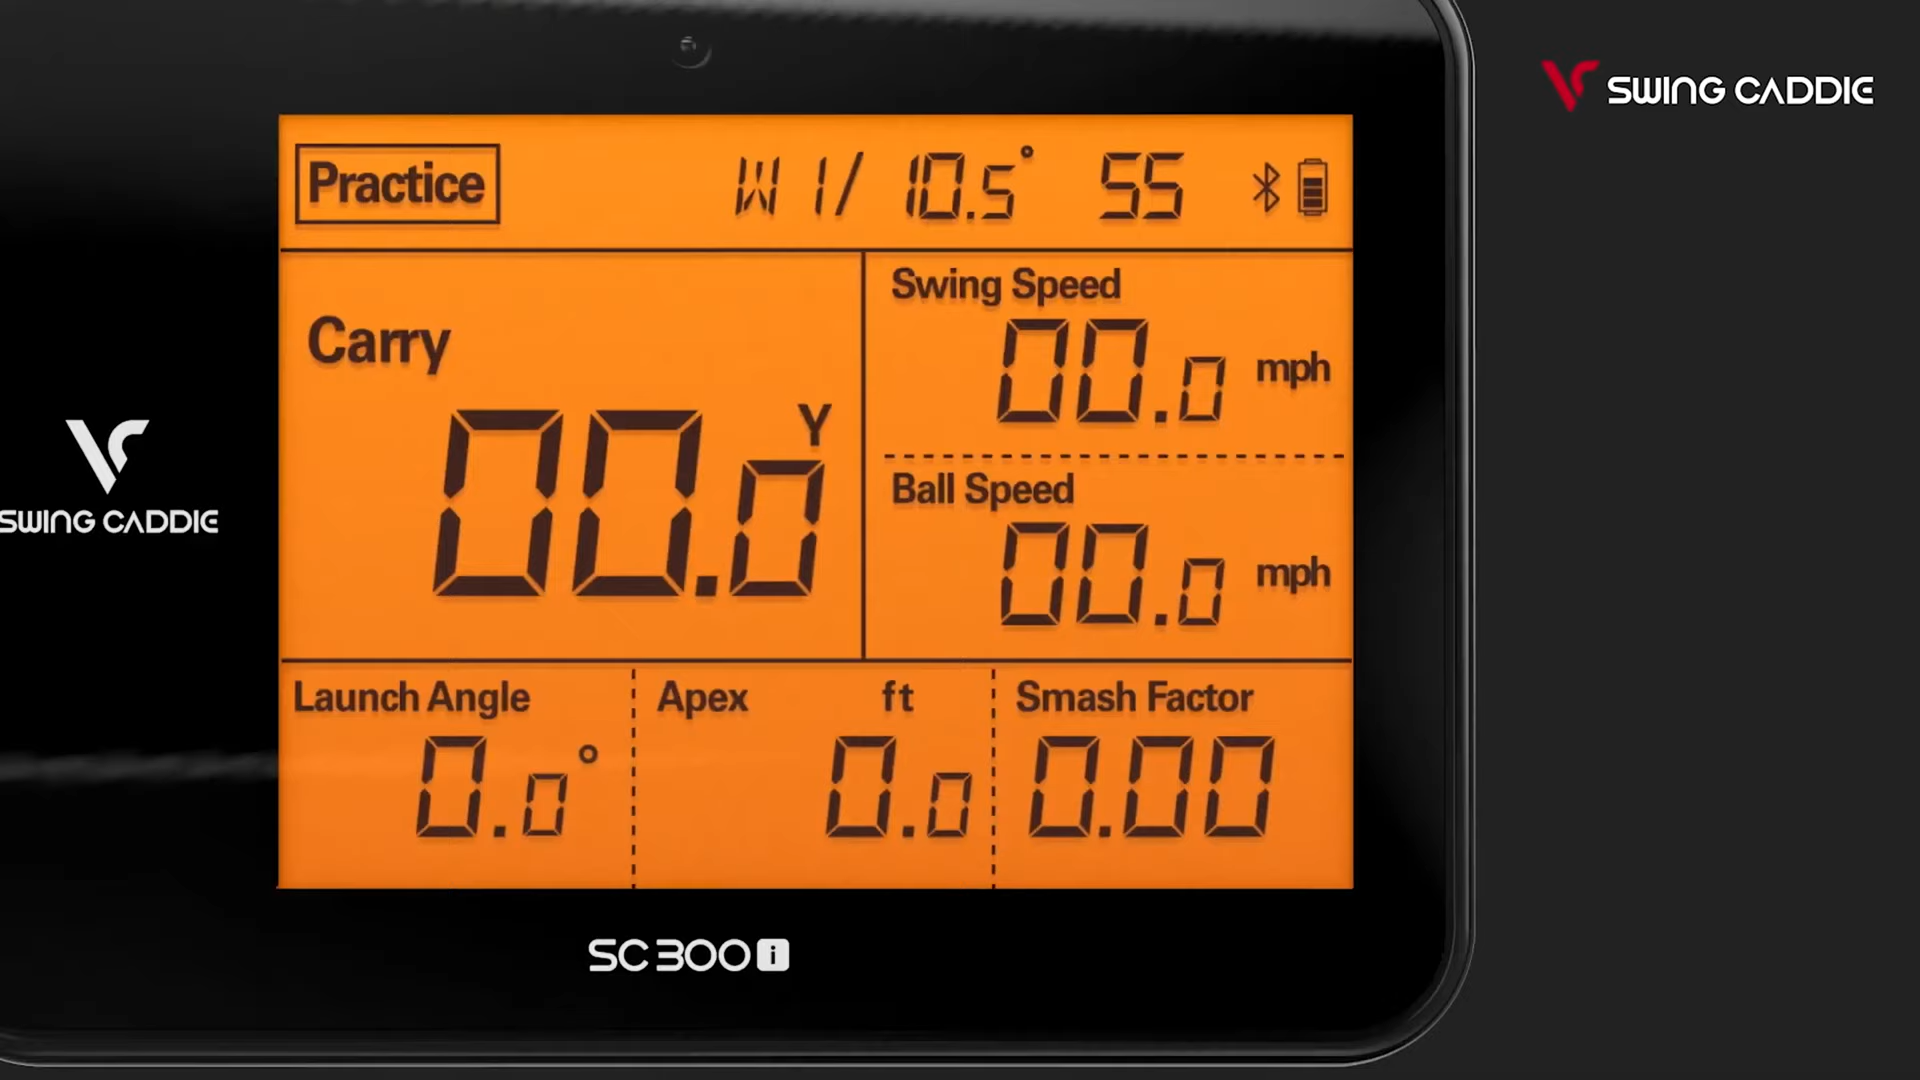 SWING CADDIE
Practice W1/ 10.5° 55
Carry
00.0 Y
Swing Speed
00.0 mph
Ball Speed
00.0 mph
SWING CADDIE
Launch Angle
0.0°
Apex ft
0.0
Smash Factor
0.00
SC300i